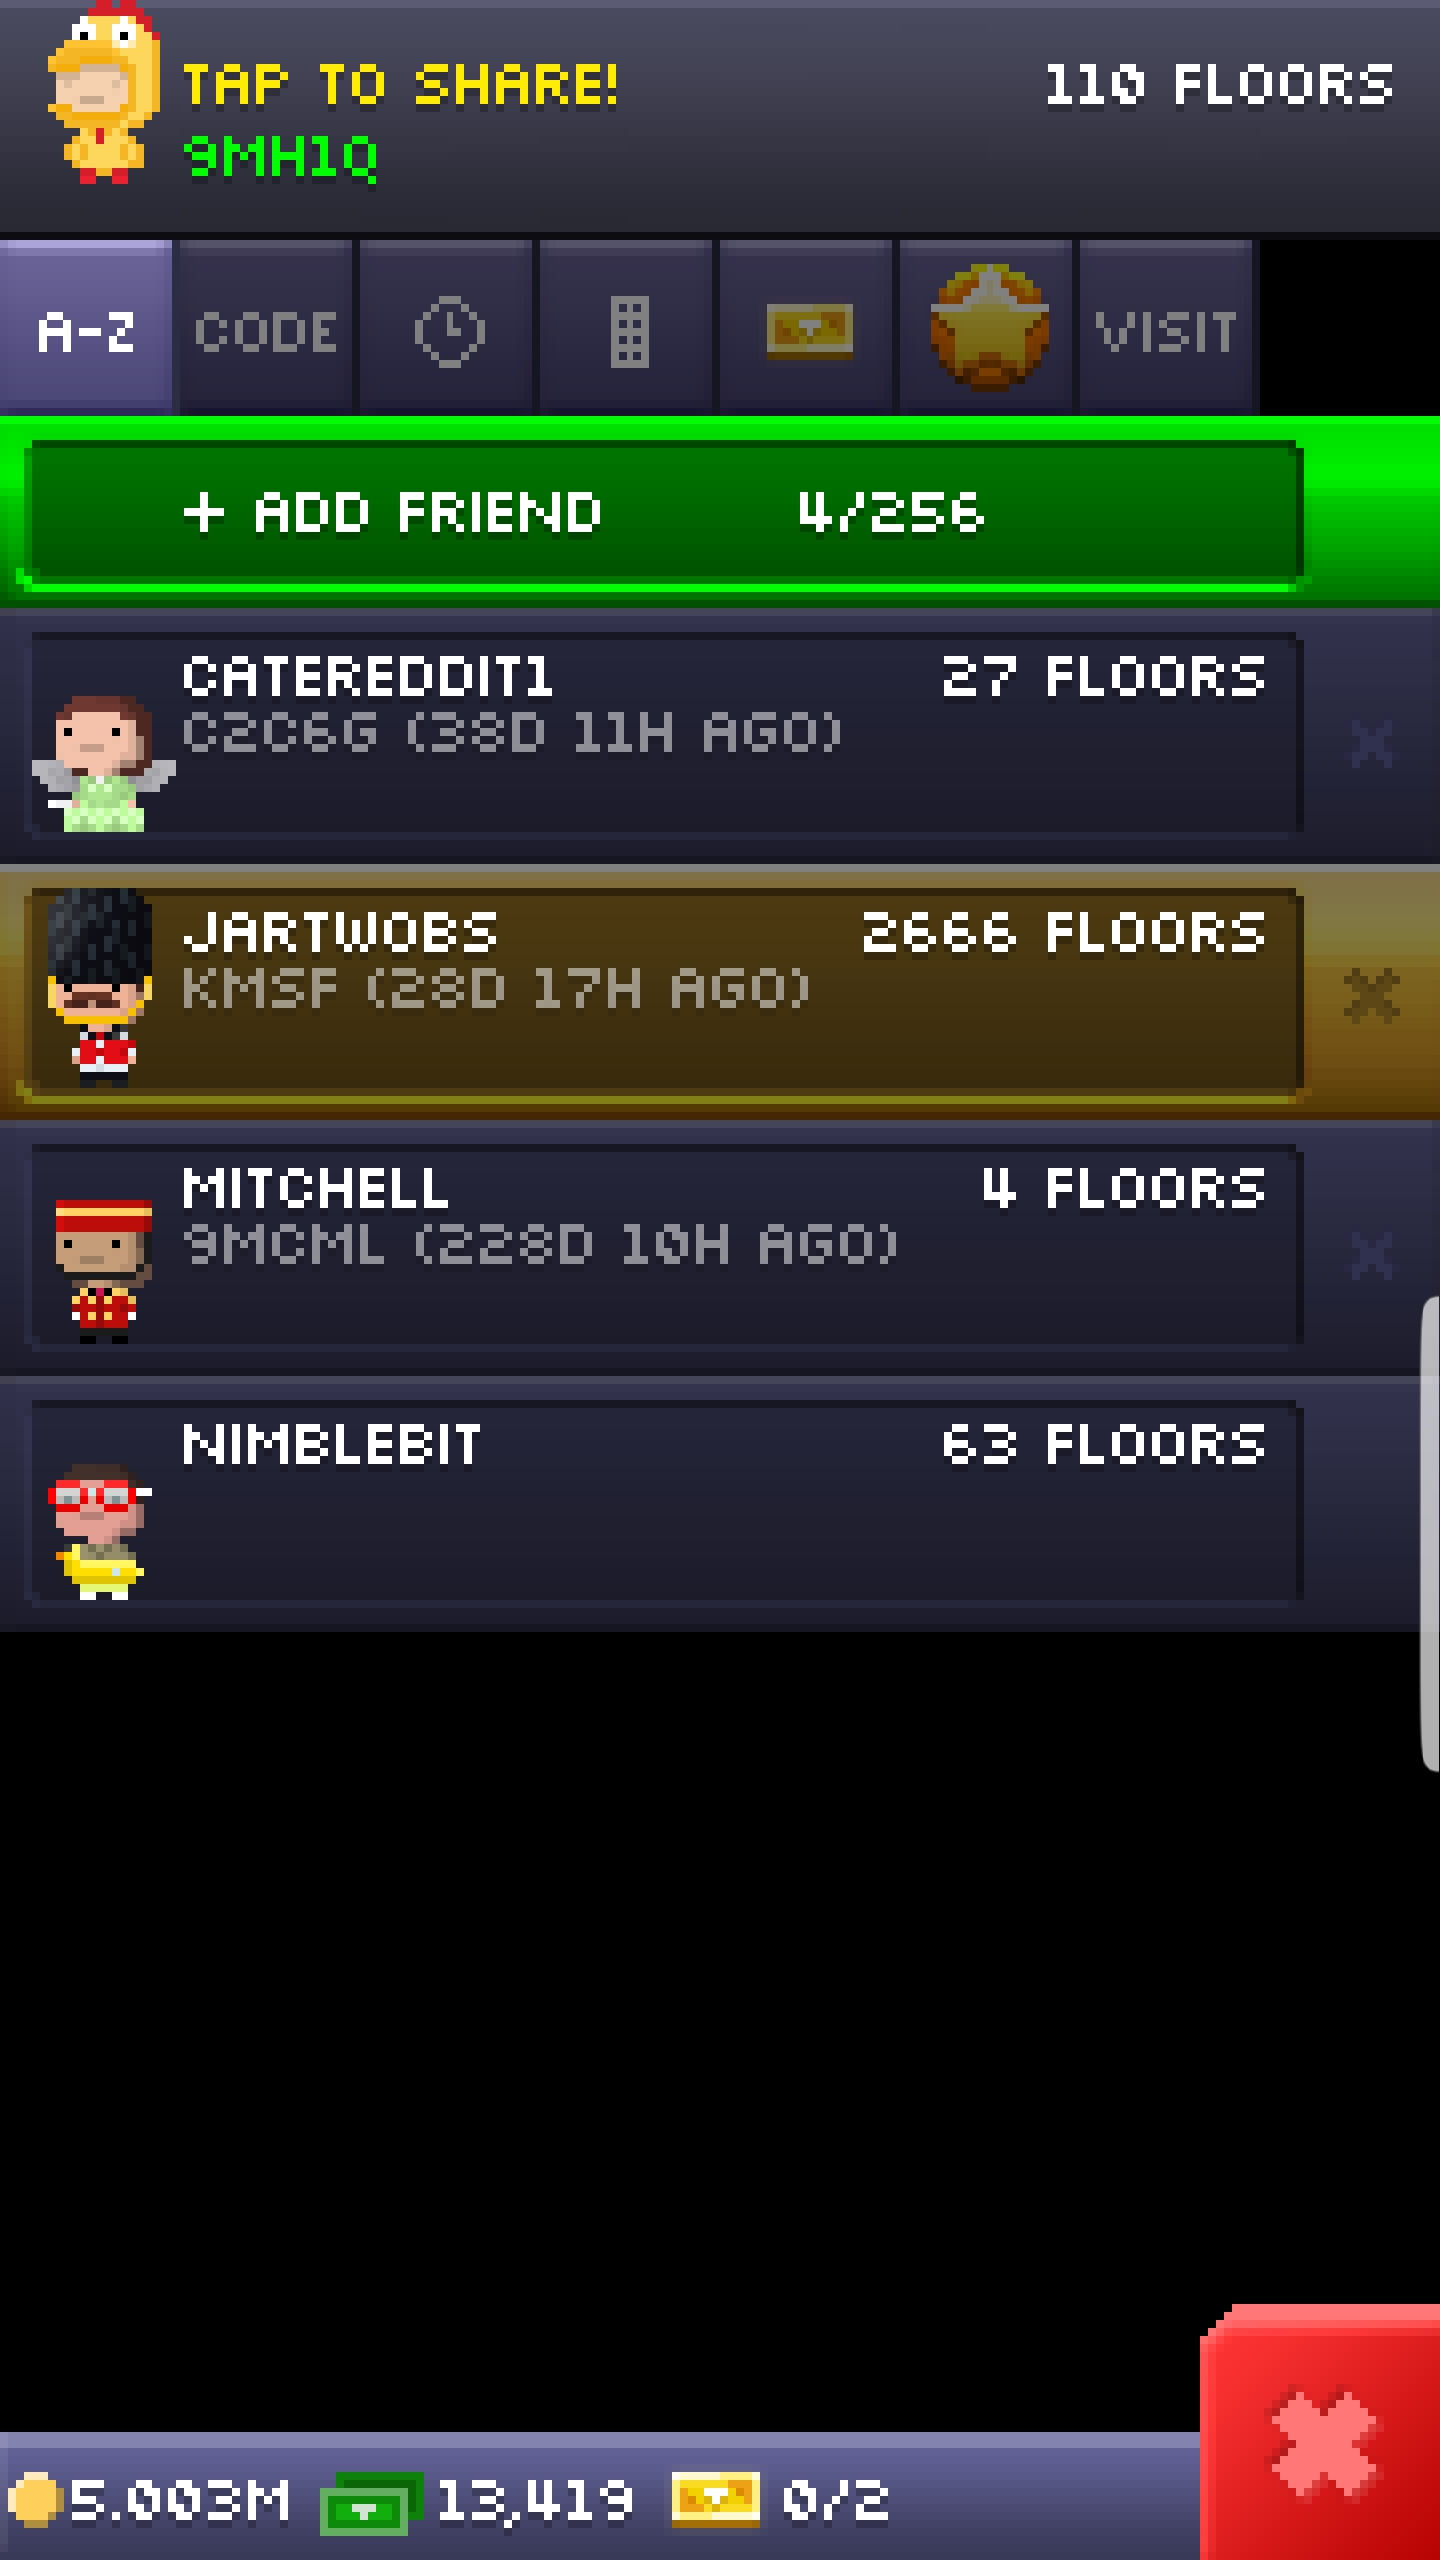 TAP TO SHARE! 110 FLOORS
9MH1Q
A-Z CODE VISIT
+ ADD FRIEND 4/256
CATEREDDIT1 27 FLOORS
C2C6G (38D 11H AGO)
JARTWOBS 2666 FLOORS
KMSF (28D 17H AGO)
MITCHELL 4 FLOORS
9MCML (228D 10H AGO)
NIMBLEBIT 63 FLOORS
5.003M 13,419 0/2